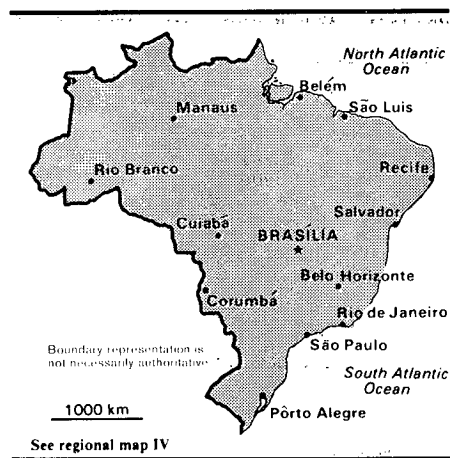 North Atlantic
Ocean
Belém
Manaus
São Luis
Rio Branco
Recife
Salvador
Cuiabá
BRASÍLIA
Belo Horizonte
Corumbá
Rio de Janeiro
São Paulo
Boundary representation is
not necessarily authoritative
South Atlantic
Ocean
Pôrto Alegre
1000 km
See regional map IV